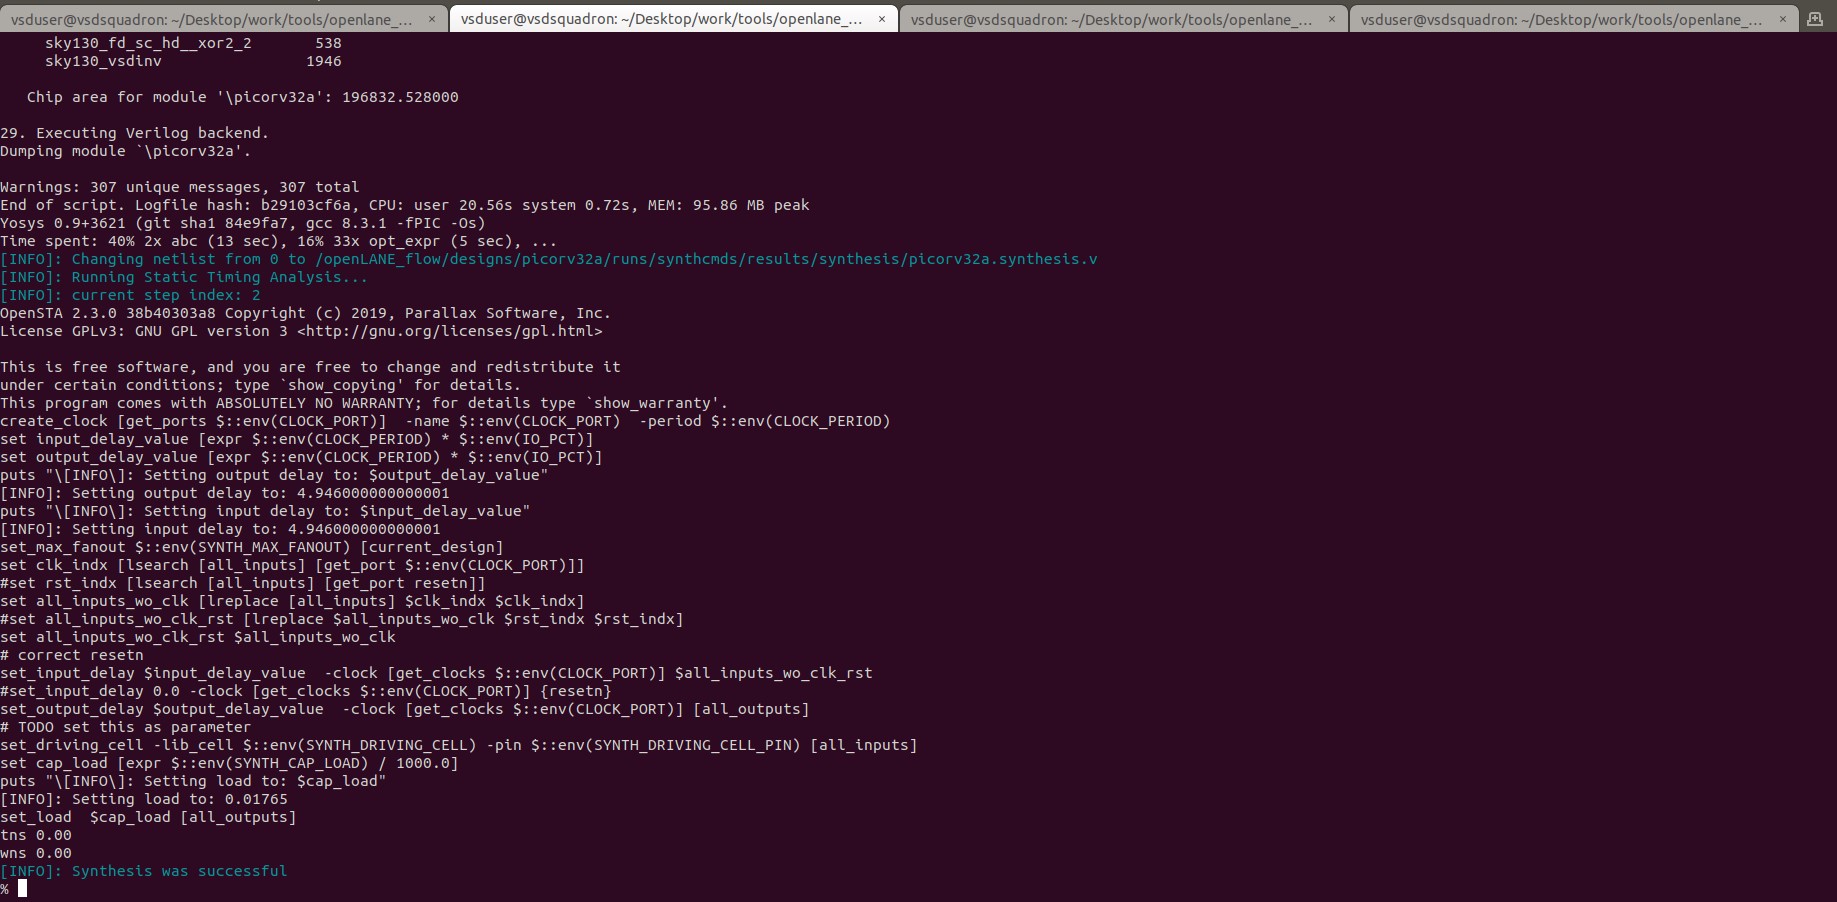 vsduser@vsdsquadron: ~/Desktop/work/tools/openlane_... × vsduser@vsdsquadron: ~/Desktop/work/tools/openlane_... × vsduser@vsdsquadron: ~/Desktop/work/tools/openlane_... × vsduser@vsdsquadron: ~/Desktop/work/tools/openlane_... ×
sky130_fd_sc_hd__xor2_2 538
sky130_vsdinv 1946
Chip area for module '\picorv32a': 196832.528000
29. Executing Verilog backend.
Dumping module `\picorv32a'.
Warnings: 307 unique messages, 307 total
End of script. Logfile hash: b29103cf6a, CPU: user 20.56s system 0.72s, MEM: 95.86 MB peak
Yosys 0.9+3621 (git sha1 84e9fa7, gcc 8.3.1 -fPIC -Os)
Time spent: 40% 2x abc (13 sec), 16% 33x opt_expr (5 sec), ...
[INFO]: Changing netlist from 0 to /openLANE_flow/designs/picorv32a/runs/synthcmds/results/synthesis/picorv32a.synthesis.v
[INFO]: Running Static Timing Analysis...
[INFO]: current step index: 2
OpenSTA 2.3.0 38b40303a8 Copyright (c) 2019, Parallax Software, Inc.
License GPLv3: GNU GPL version 3 <http://gnu.org/licenses/gpl.html>
This is free software, and you are free to change and redistribute it
under certain conditions; type `show_copying' for details.
This program comes with ABSOLUTELY NO WARRANTY; for details type `show_warranty'.
create_clock [get_ports $::env(CLOCK_PORT)]  -name $::env(CLOCK_PORT)  -period $::env(CLOCK_PERIOD)
set input_delay_value [expr $::env(CLOCK_PERIOD) * $::env(IO_PCT)]
set output_delay_value [expr $::env(CLOCK_PERIOD) * $::env(IO_PCT)]
puts "\[INFO\]: Setting output delay to: $output_delay_value"
[INFO]: Setting output delay to: 4.946000000000001
puts "\[INFO\]: Setting input delay to: $input_delay_value"
[INFO]: Setting input delay to: 4.946000000000001
set_max_fanout $::env(SYNTH_MAX_FANOUT) [current_design]
set clk_indx [lsearch [all_inputs] [get_port $::env(CLOCK_PORT)]]
#set rst_indx [lsearch [all_inputs] [get_port resetn]]
set all_inputs_wo_clk [lreplace [all_inputs] $clk_indx $clk_indx]
#set all_inputs_wo_clk_rst [lreplace $all_inputs_wo_clk $rst_indx $rst_indx]
set all_inputs_wo_clk_rst $all_inputs_wo_clk
# correct resetn
set_input_delay $input_delay_value  -clock [get_clocks $::env(CLOCK_PORT)] $all_inputs_wo_clk_rst
#set_input_delay 0.0 -clock [get_clocks $::env(CLOCK_PORT)] {resetn}
set_output_delay $output_delay_value  -clock [get_clocks $::env(CLOCK_PORT)] [all_outputs]
# TODO set this as parameter
set_driving_cell -lib_cell $::env(SYNTH_DRIVING_CELL) -pin $::env(SYNTH_DRIVING_CELL_PIN) [all_inputs]
set cap_load [expr $::env(SYNTH_CAP_LOAD) / 1000.0]
puts "\[INFO\]: Setting load to: $cap_load"
[INFO]: Setting load to: 0.01765
set_load  $cap_load [all_outputs]
tns 0.00
wns 0.00
[INFO]: Synthesis was successful
%